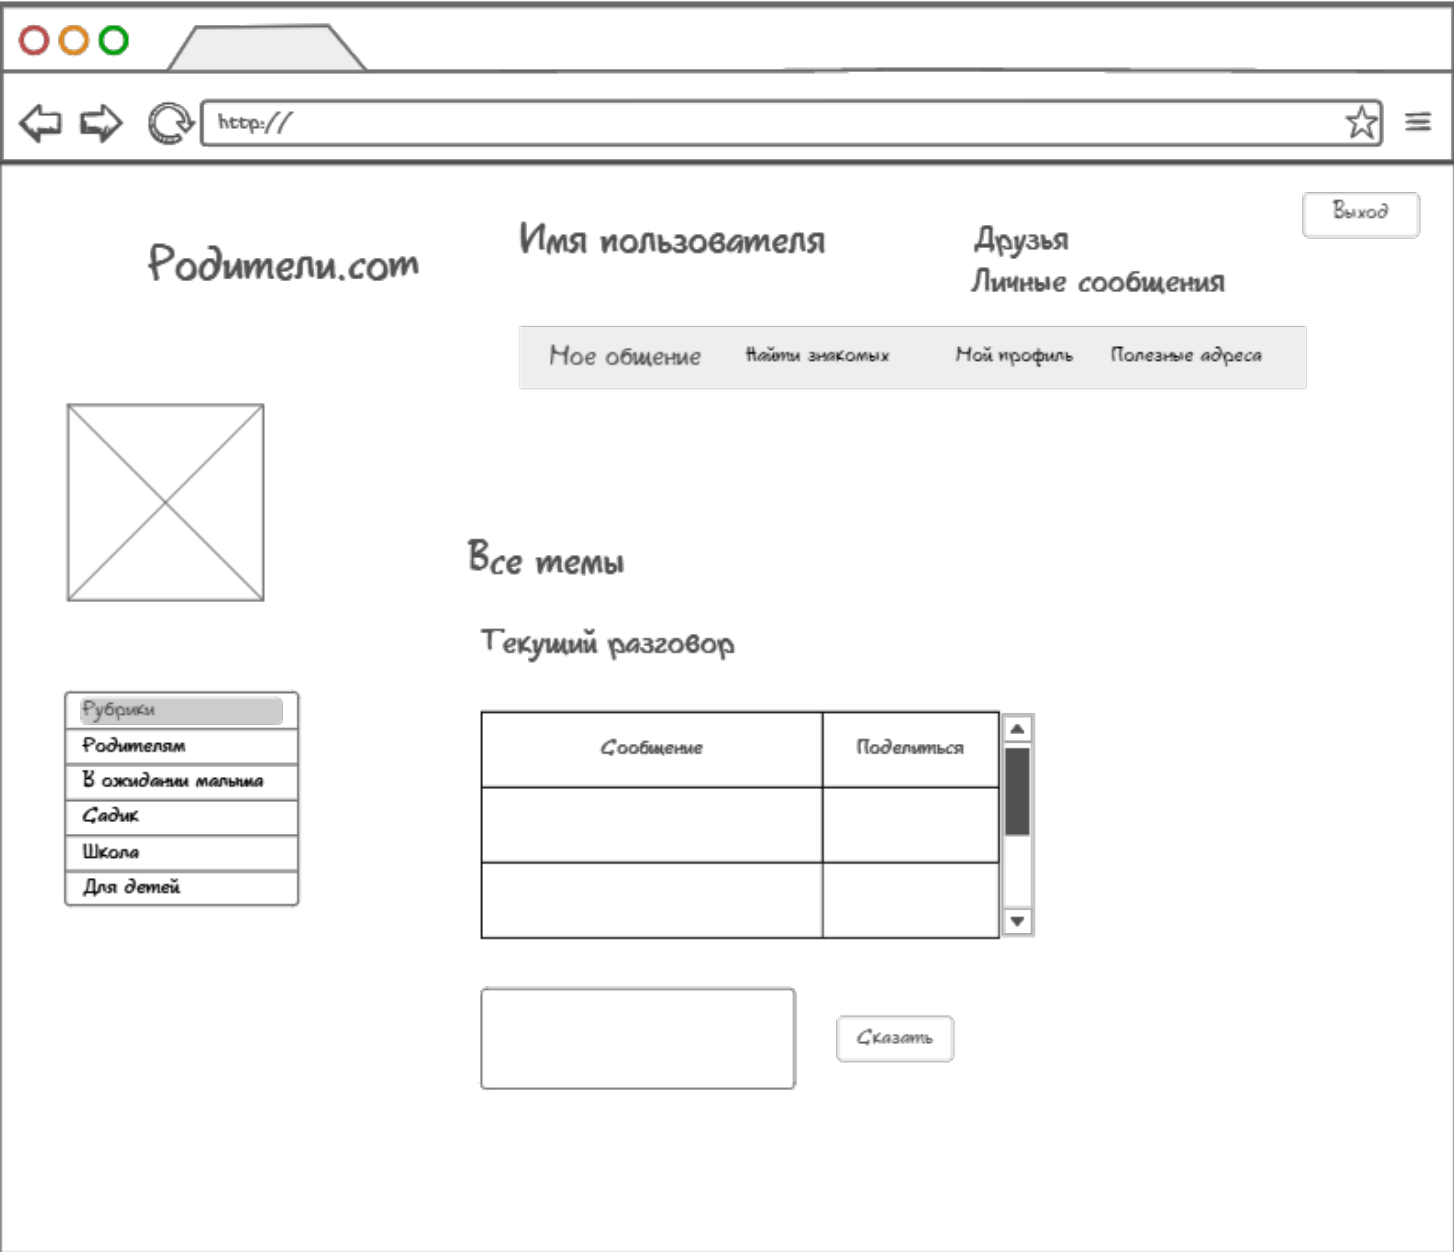 http://
Выход
Родители.com
Имя пользователя
Друзья
Личные сообщения
Мое общение Найти знакомых Мой профиль Полезные адреса
Все темы
Текущий разговор
Рубрики
Родителям
В ожидании малыша
Садик
Школа
Для детей
Сообщение Поделиться
Сказать